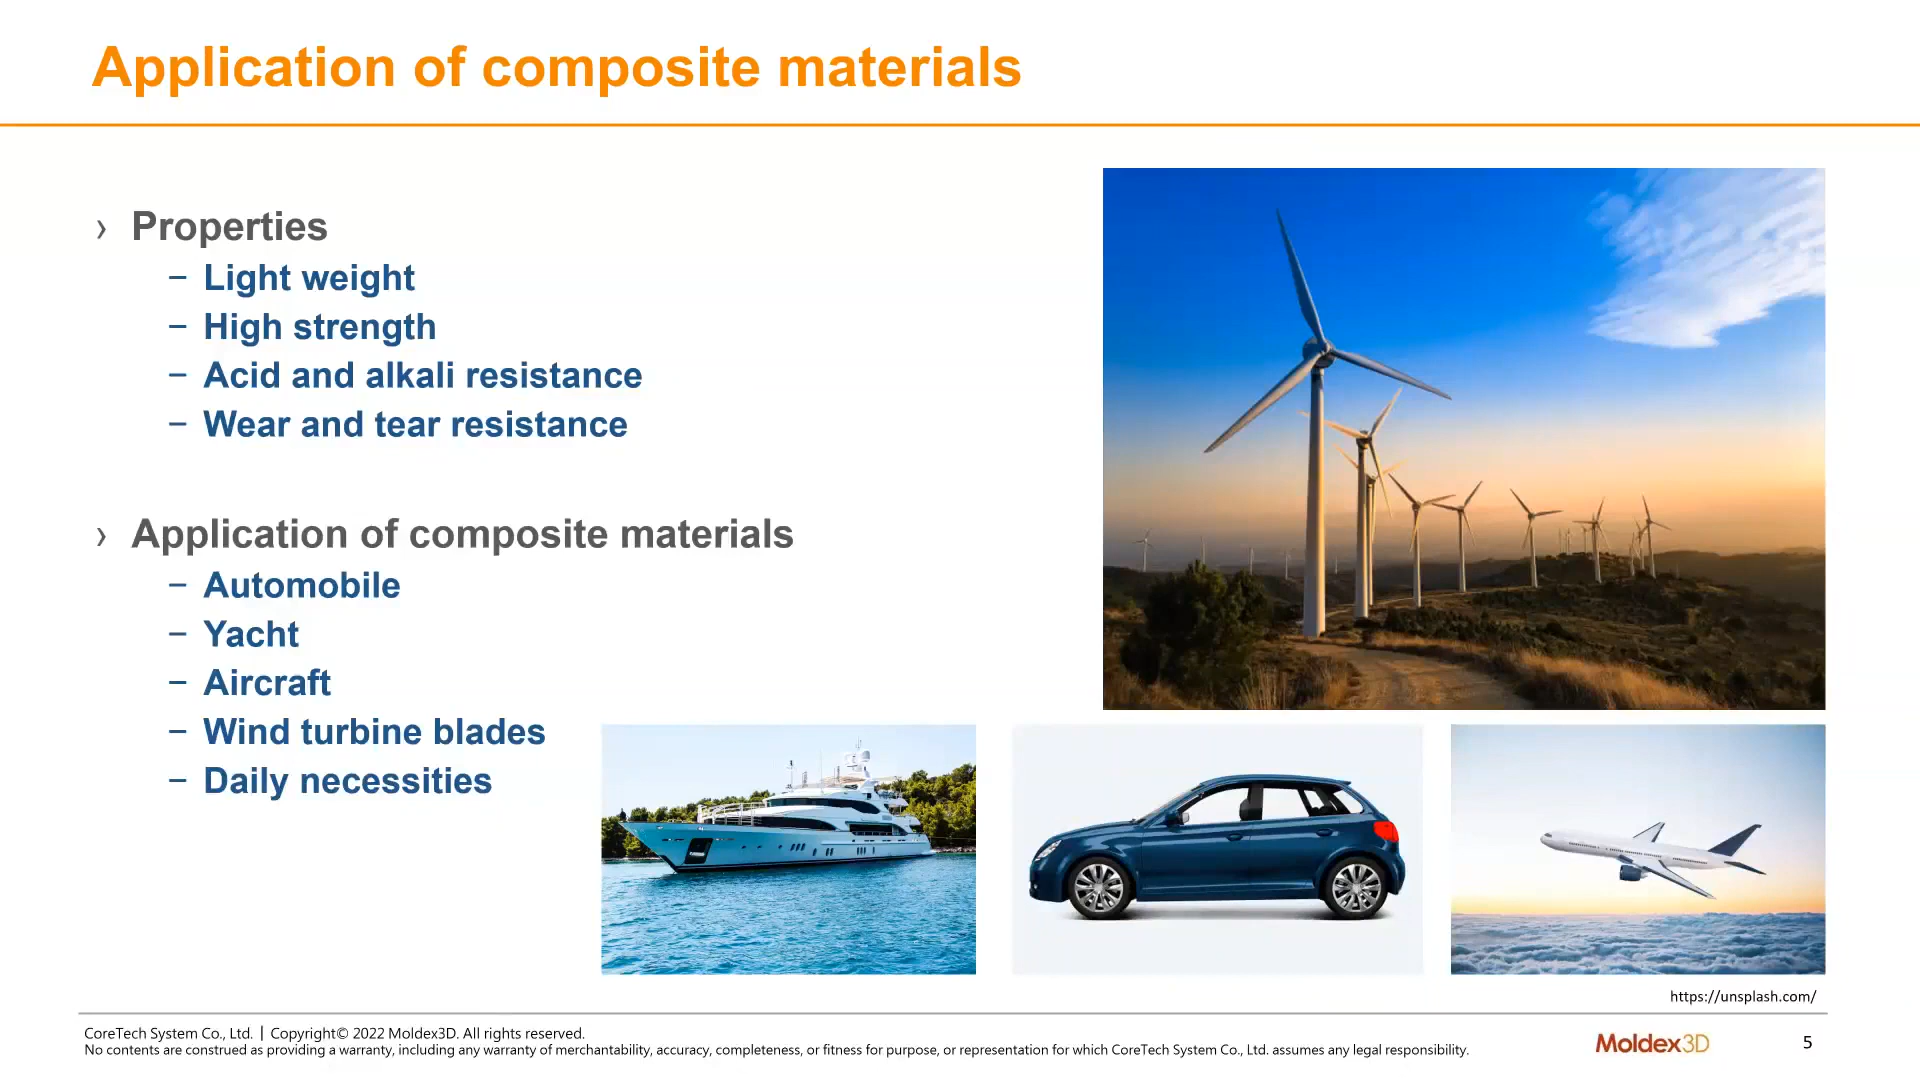 Application of composite materials
› Properties
− Light weight
− High strength
− Acid and alkali resistance
− Wear and tear resistance
› Application of composite materials
− Automobile
− Yacht
− Aircraft
− Wind turbine blades
− Daily necessities
https://unsplash.com/
CoreTech System Co., Ltd. | Copyright© 2022 Moldex3D. All rights reserved.
No contents are construed as providing a warranty, including any warranty of merchantability, accuracy, completeness, or fitness for purpose, or representation for which CoreTech System Co., Ltd. assumes any legal responsibility.
Moldex3D
5